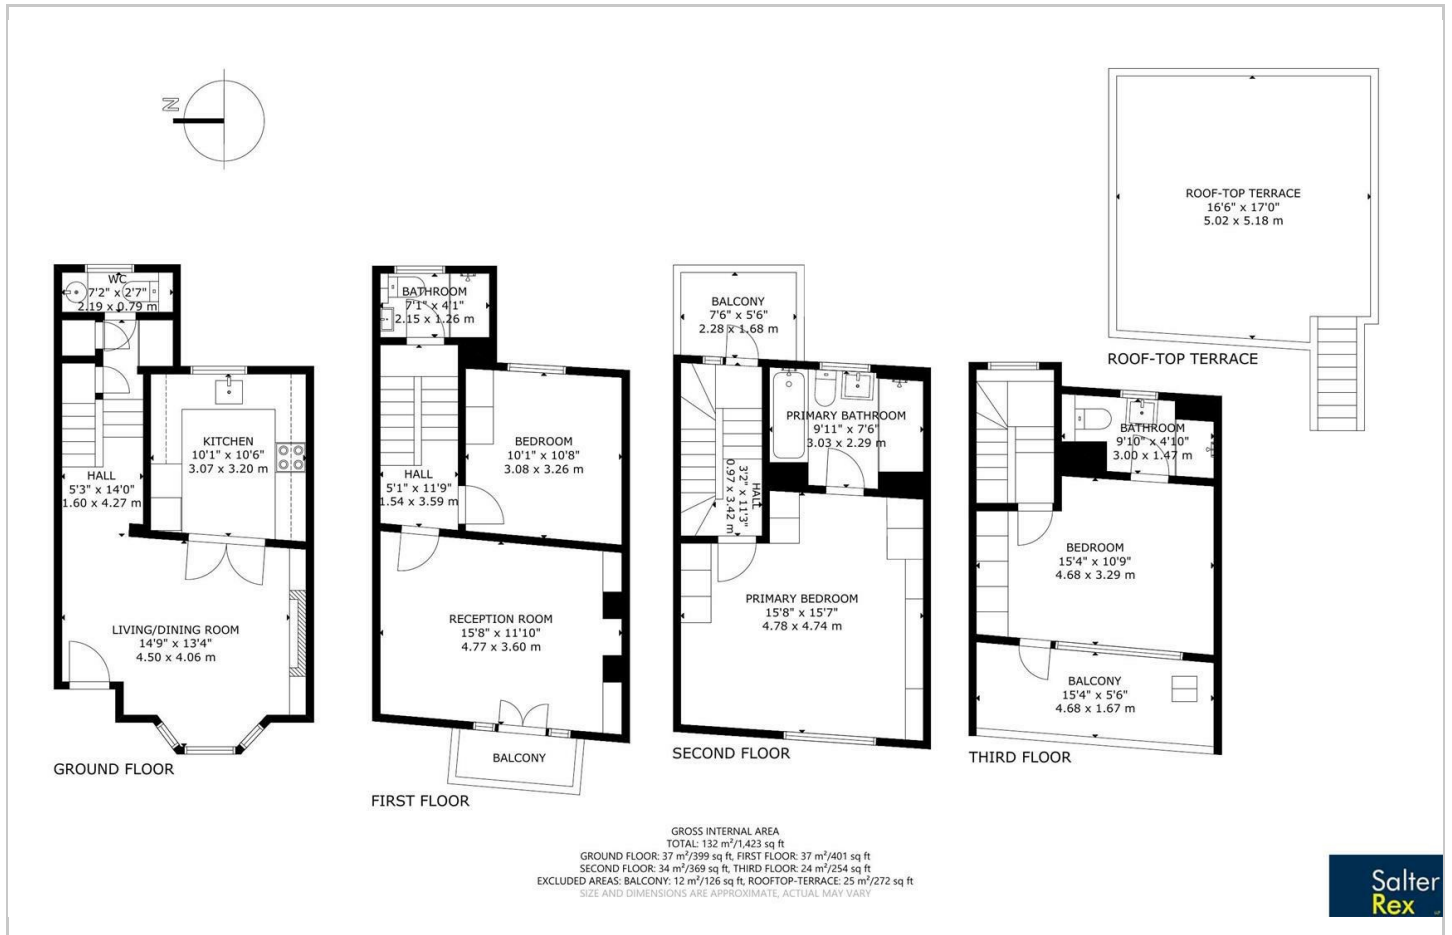 N
WC
7'2" x 2'7"
2.19 x 0.79 m
KITCHEN
10'1" x 10'6"
3.07 x 3.20 m
HALL
5'3" x 14'0"
1.60 x 4.27 m
LIVING/DINING ROOM
14'9" x 13'4"
4.50 x 4.06 m
GROUND FLOOR
BATHROOM
7'1" x 4'1"
2.15 x 1.26 m
BEDROOM
10'1" x 10'8"
3.08 x 3.26 m
HALL
5'1" x 11'9"
1.54 x 3.59 m
RECEPTION ROOM
15'8" x 11'10"
4.77 x 3.60 m
BALCONY
FIRST FLOOR
BALCONY
7'6" x 5'6"
2.28 x 1.68 m
PRIMARY BATHROOM
9'11" x 7'6"
3.03 x 2.29 m
HALL
3'2" x 11'3"
0.97 x 3.42 m
PRIMARY BEDROOM
15'8" x 15'7"
4.78 x 4.74 m
SECOND FLOOR
BATHROOM
9'10" x 4'10"
3.00 x 1.47 m
BEDROOM
15'4" x 10'9"
4.68 x 3.29 m
BALCONY
15'4" x 5'6"
4.68 x 1.67 m
THIRD FLOOR
ROOF-TOP TERRACE
16'6" x 17'0"
5.02 x 5.18 m
ROOF-TOP TERRACE
GROSS INTERNAL AREA
TOTAL: 132 m²/1,423 sq ft
GROUND FLOOR: 37 m²/399 sq ft, FIRST FLOOR: 37 m²/401 sq ft
SECOND FLOOR: 34 m²/369 sq ft, THIRD FLOOR: 24 m²/254 sq ft
EXCLUDED AREAS: BALCONY: 12 m²/126 sq ft, ROOFTOP-TERRACE: 25 m²/272 sq ft
SIZE AND DIMENSIONS ARE APPROXIMATE, ACTUAL MAY VARY
Salter
Rex